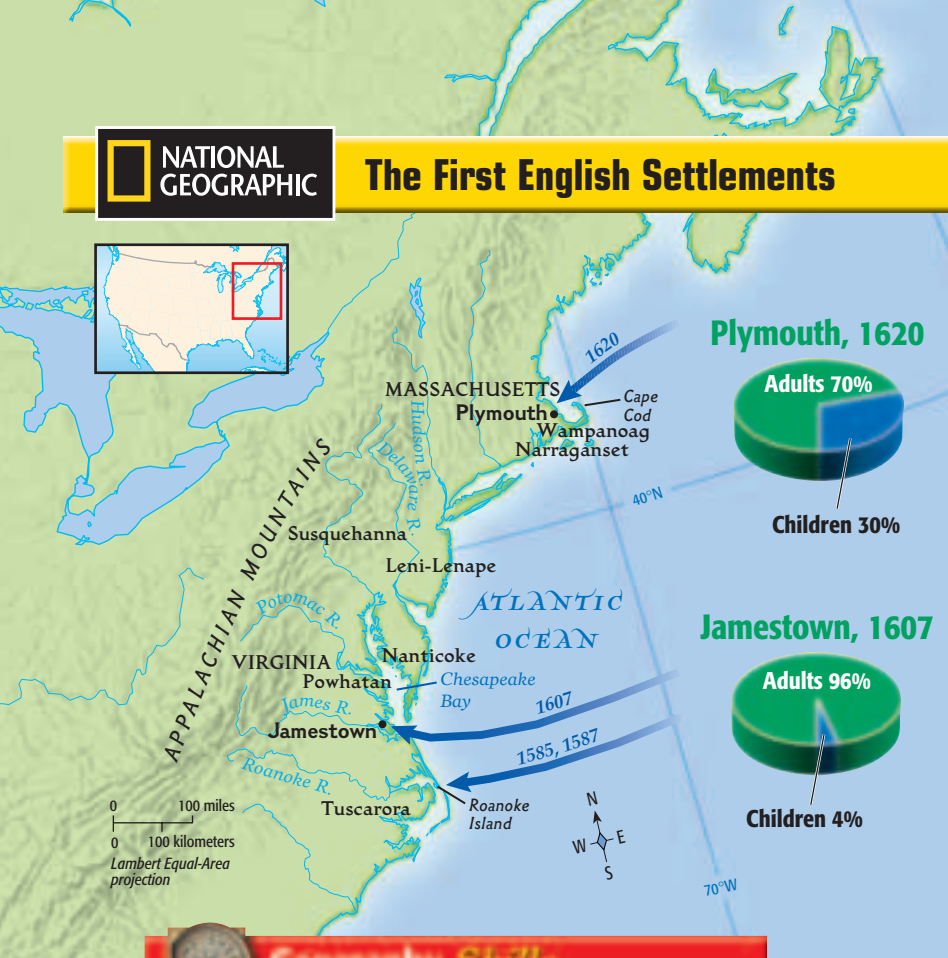 NATIONAL
GEOGRAPHIC
The First English Settlements
1620
Plymouth, 1620
Adults 70%
Children 30%
MASSACHUSETTS
Plymouth
Cape
Cod
Wampanoag
Narraganset
Hudson R.
Delaware R.
40°N
APPALACHIAN MOUNTAINS
Susquehanna
Leni-Lenape
ATLANTIC
OCEAN
Potomac R.
Jamestown, 1607
Adults 96%
Children 4%
VIRGINIA
Nanticoke
Powhatan
Chesapeake
Bay
James R.
1607
Jamestown
1585, 1587
Roanoke R.
Tuscarora
Roanoke
Island
0 100 miles
0 100 kilometers
Lambert Equal-Area
projection
N
W E
S
70°W
Geography Skills